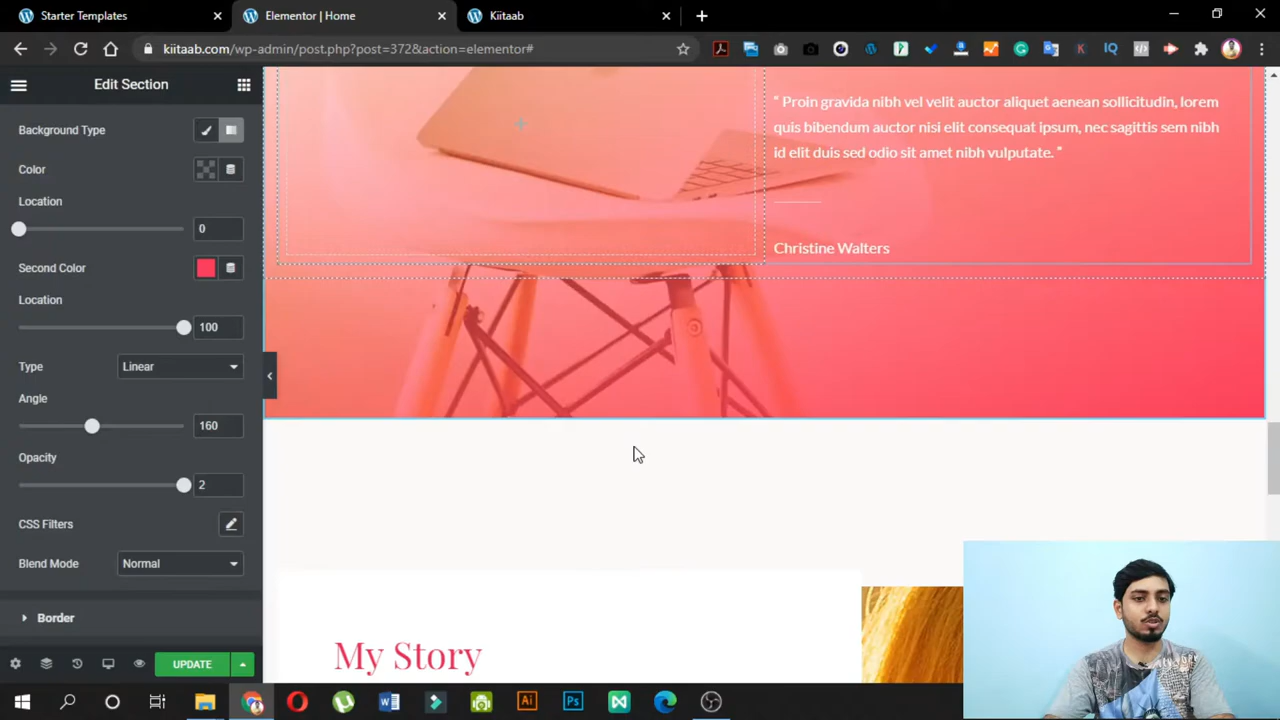 Starter Templates
Elementor | Home
Kiitaab
kiitaab.com/wp-admin/post.php?post=372&action=elementor#
Edit Section
Background Type
Color
Location
0
Second Color
Location
100
Type
Linear
Angle
160
Opacity
2
CSS Filters
Blend Mode
Normal
Border
UPDATE
“ Proin gravida nibh vel velit auctor aliquet aenean sollicitudin, lorem
quis bibendum auctor nisi elit consequat ipsum, nec sagittis sem nibh
id elit duis sed odio sit amet nibh vulputate. ”
Christine Walters
My Story